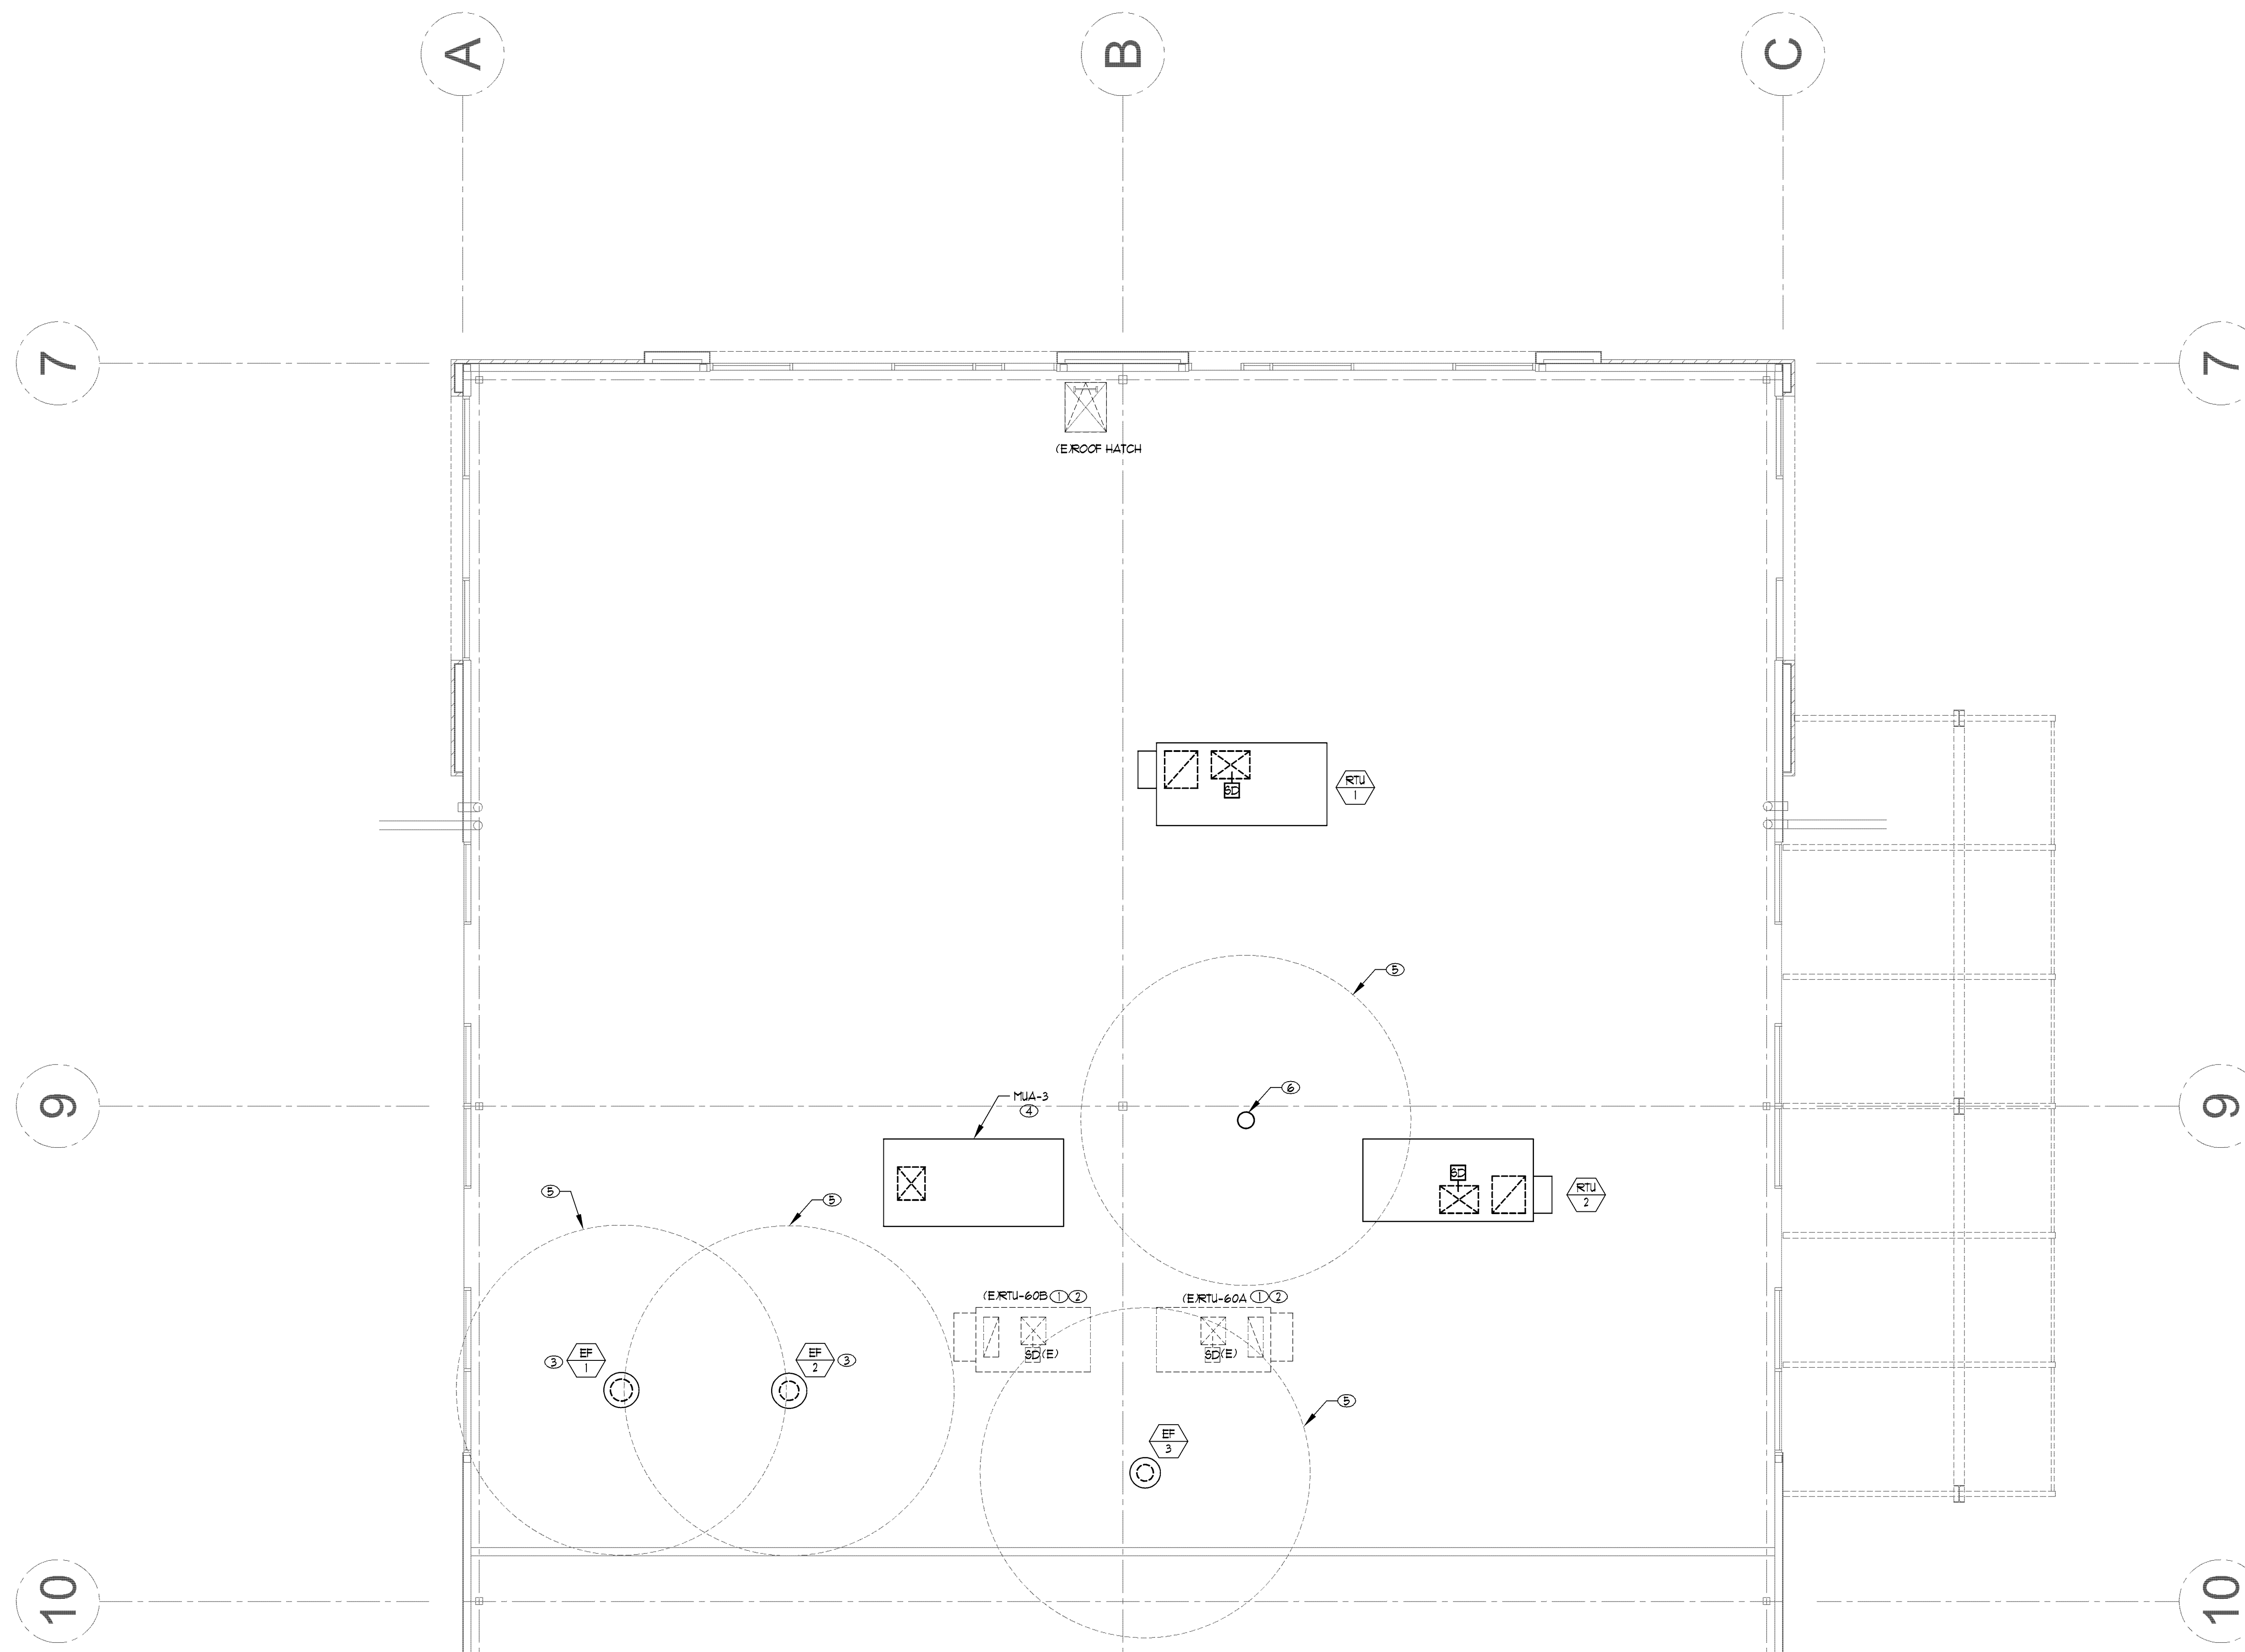 A
B
C
7
7
(E)ROOF HATCH
SD
RTU
1
5
6
9
9
MUA-3
4
SD
RTU
2
5
5
(E)RTU-60B 1 2
(E)RTU-60A 1 2
SD (E)
SD (E)
3
EF
1
EF
2
3
5
EF
3
10
10